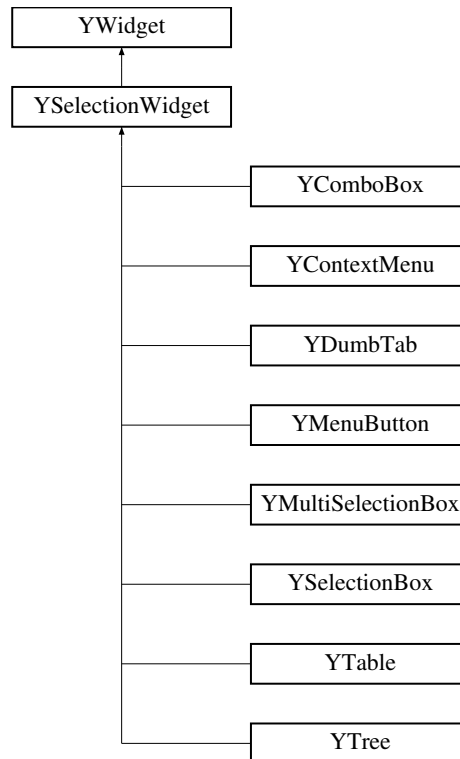 YWidget
YSelectionWidget
YComboBox
YContextMenu
YDumbTab
YMenuButton
YMultiSelectionBox
YSelectionBox
YTable
YTree